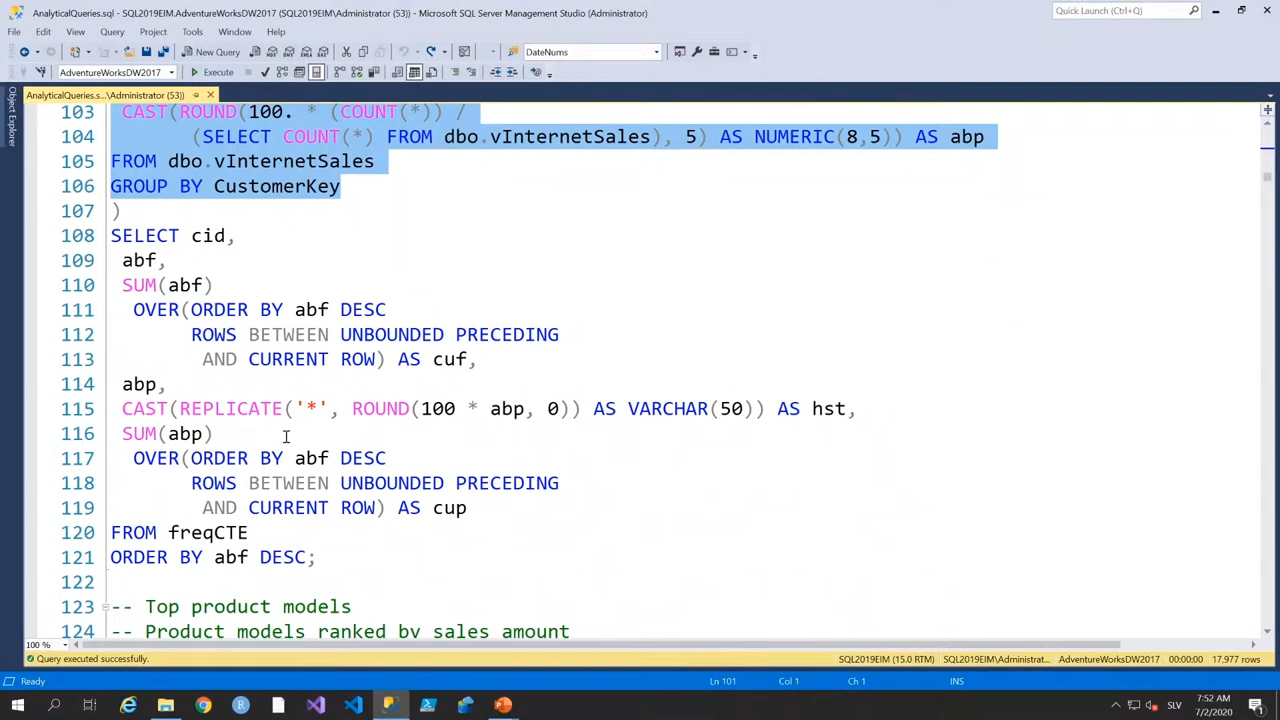 AnalyticalQueries.sql - SQL2019EIM.AdventureWorksDW2017 (SQL2019EIM\Administrator (53)) - Microsoft SQL Server Management Studio (Administrator)
Quick Launch (Ctrl+Q)
File Edit View Query Project Tools Window Help
New Query
DateNums
AdventureWorksDW2017
Execute
AnalyticalQueries.s...\Administrator (53))
Object Explorer
103 CAST(ROUND(100. * (COUNT(*)) /
104 (SELECT COUNT(*) FROM dbo.vInternetSales), 5) AS NUMERIC(8,5)) AS abp
105 FROM dbo.vInternetSales
106 GROUP BY CustomerKey
107 )
108 SELECT cid,
109 abf,
110 SUM(abf)
111 OVER(ORDER BY abf DESC
112 ROWS BETWEEN UNBOUNDED PRECEDING
113 AND CURRENT ROW) AS cuf,
114 abp,
115 CAST(REPLICATE('*', ROUND(100 * abp, 0)) AS VARCHAR(50)) AS hst,
116 SUM(abp)
117 OVER(ORDER BY abf DESC
118 ROWS BETWEEN UNBOUNDED PRECEDING
119 AND CURRENT ROW) AS cup
120 FROM freqCTE
121 ORDER BY abf DESC;
122
123 -- Top product models
124 -- Product models ranked by sales amount
100 %
Query executed successfully.
SQL2019EIM (15.0 RTM) SQL2019EIM\Administrat... AdventureWorksDW2017 00:00:00 17,977 rows
Ready
Ln 101 Col 1 Ch 1 INS
SLV
7:52 AM
7/2/2020